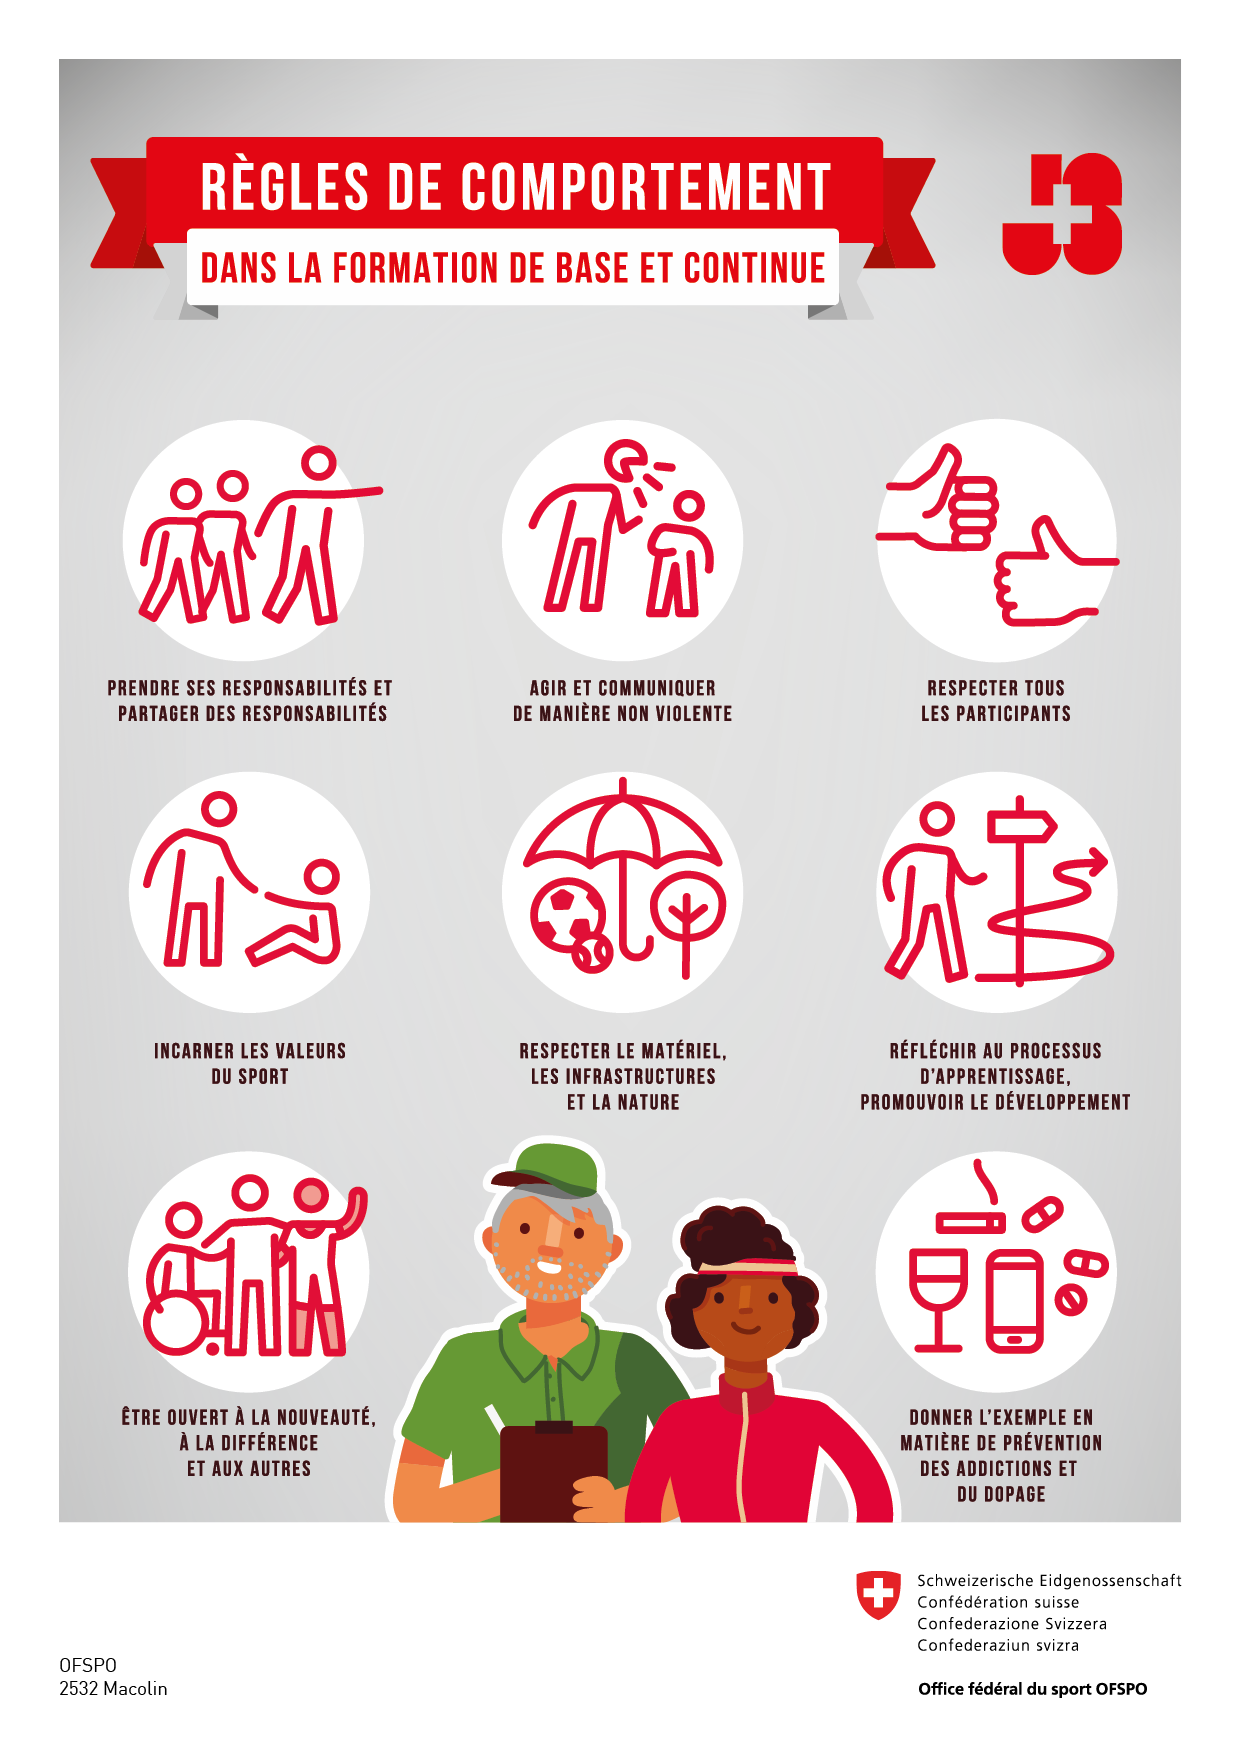 RÈGLES DE COMPORTEMENT
DANS LA FORMATION DE BASE ET CONTINUE
PRENDRE SES RESPONSABILITÉS ET
PARTAGER DES RESPONSABILITÉS
AGIR ET COMMUNIQUER
DE MANIÈRE NON VIOLENTE
RESPECTER TOUS
LES PARTICIPANTS
INCARNER LES VALEURS
DU SPORT
RESPECTER LE MATÉRIEL,
LES INFRASTRUCTURES
ET LA NATURE
RÉFLÉCHIR AU PROCESSUS
D'APPRENTISSAGE,
PROMOUVOIR LE DÉVELOPPEMENT
ÊTRE OUVERT À LA NOUVEAUTÉ,
À LA DIFFÉRENCE
ET AUX AUTRES
DONNER L'EXEMPLE EN
MATIÈRE DE PRÉVENTION
DES ADDICTIONS ET
DU DOPAGE
Schweizerische Eidgenossenschaft
Confédération suisse
Confederazione Svizzera
Confederaziun svizra
OFSPO
2532 Macolin
Office fédéral du sport OFSPO